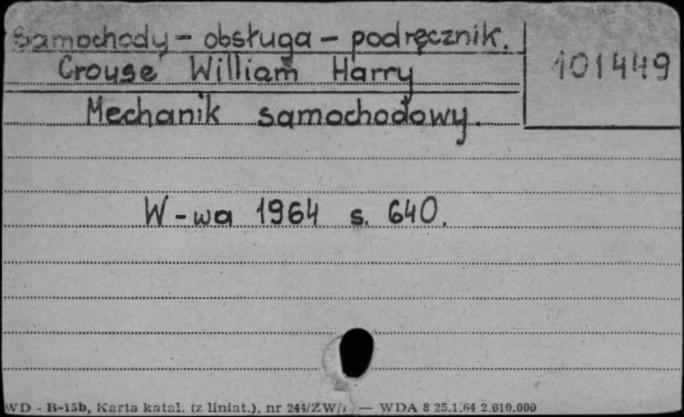 Samochody - obsługa - podręcznik.
101449
Crouse William Harry
Mechanik samochodowy.
W-wa 1964 s. 640.
WD - B-15b, Karta katal. (z liniat.), nr 244/ZW/ — WDA 8 25.1.64 2.010.000